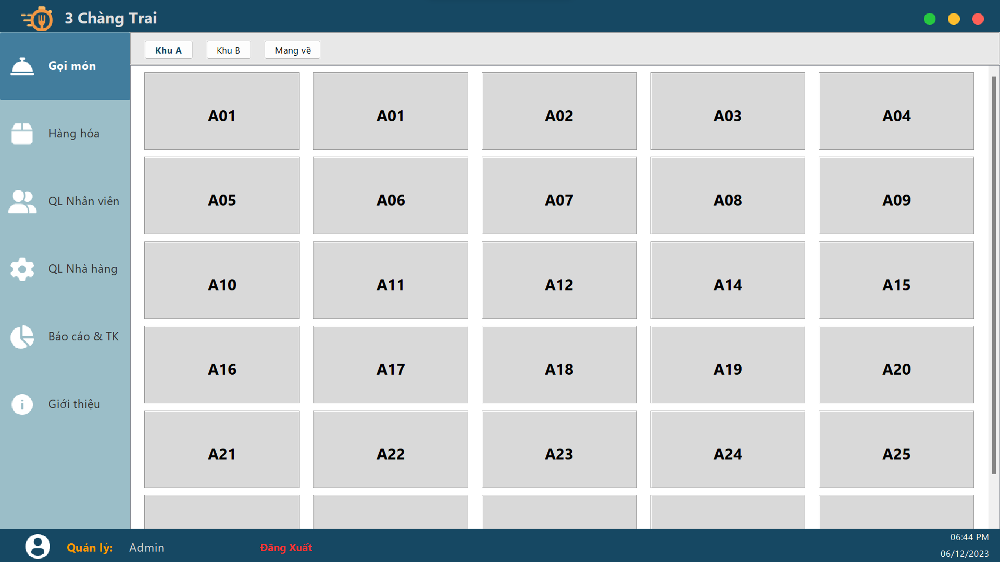 3 Chàng Trai
Gọi món
Hàng hóa
QL Nhân viên
QL Nhà hàng
Báo cáo & TK
Giới thiệu
Khu A
Khu B
Mang về
A01
A01
A02
A03
A04
A05
A06
A07
A08
A09
A10
A11
A12
A14
A15
A16
A17
A18
A19
A20
A21
A22
A23
A24
A25
Quản lý: Admin
Đăng Xuất
06:44 PM
06/12/2023